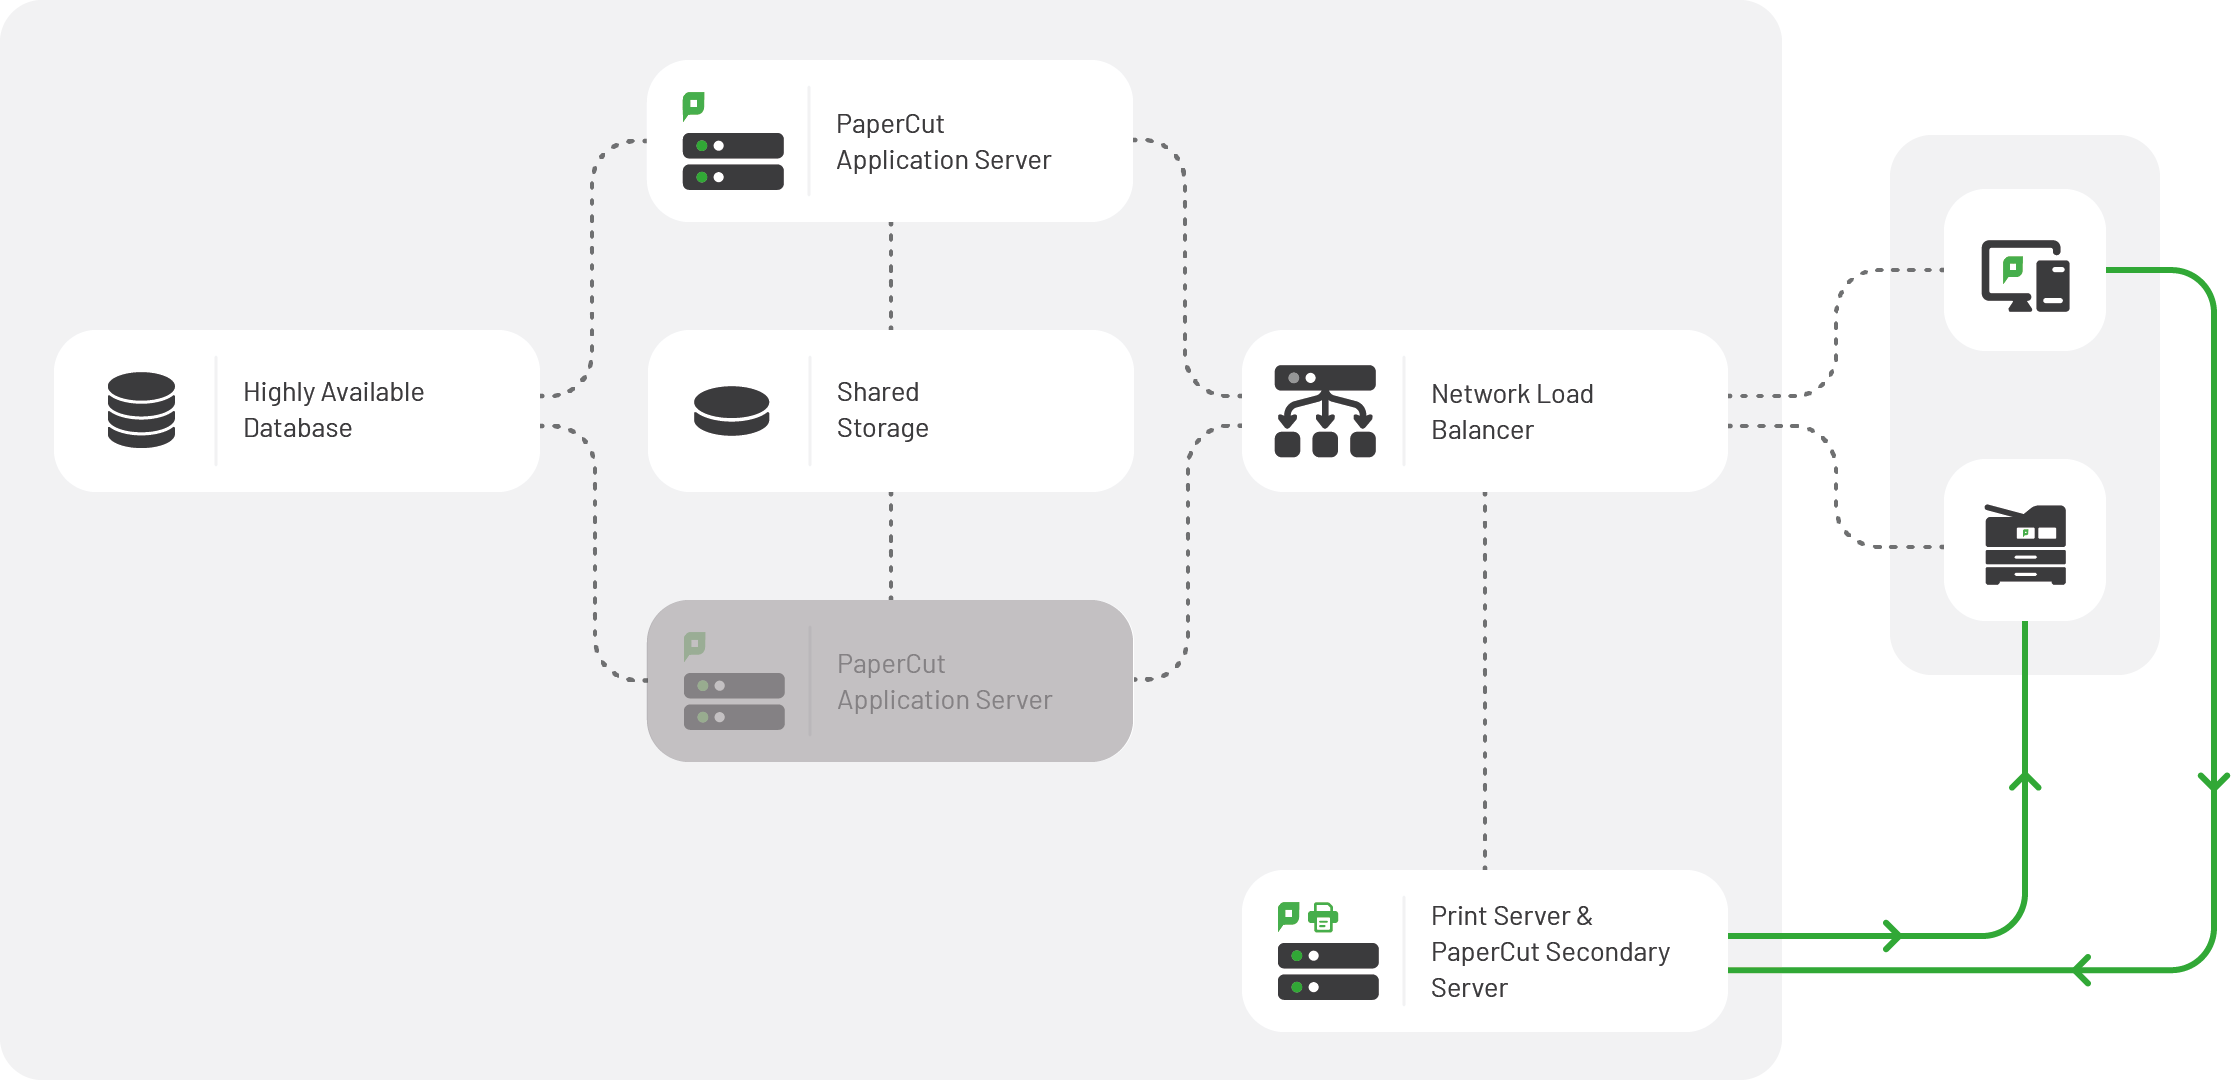 PaperCut
Application Server
Highly Available
Database
Shared
Storage
Network Load
Balancer
PaperCut
Application Server
Print Server &
PaperCut Secondary
Server